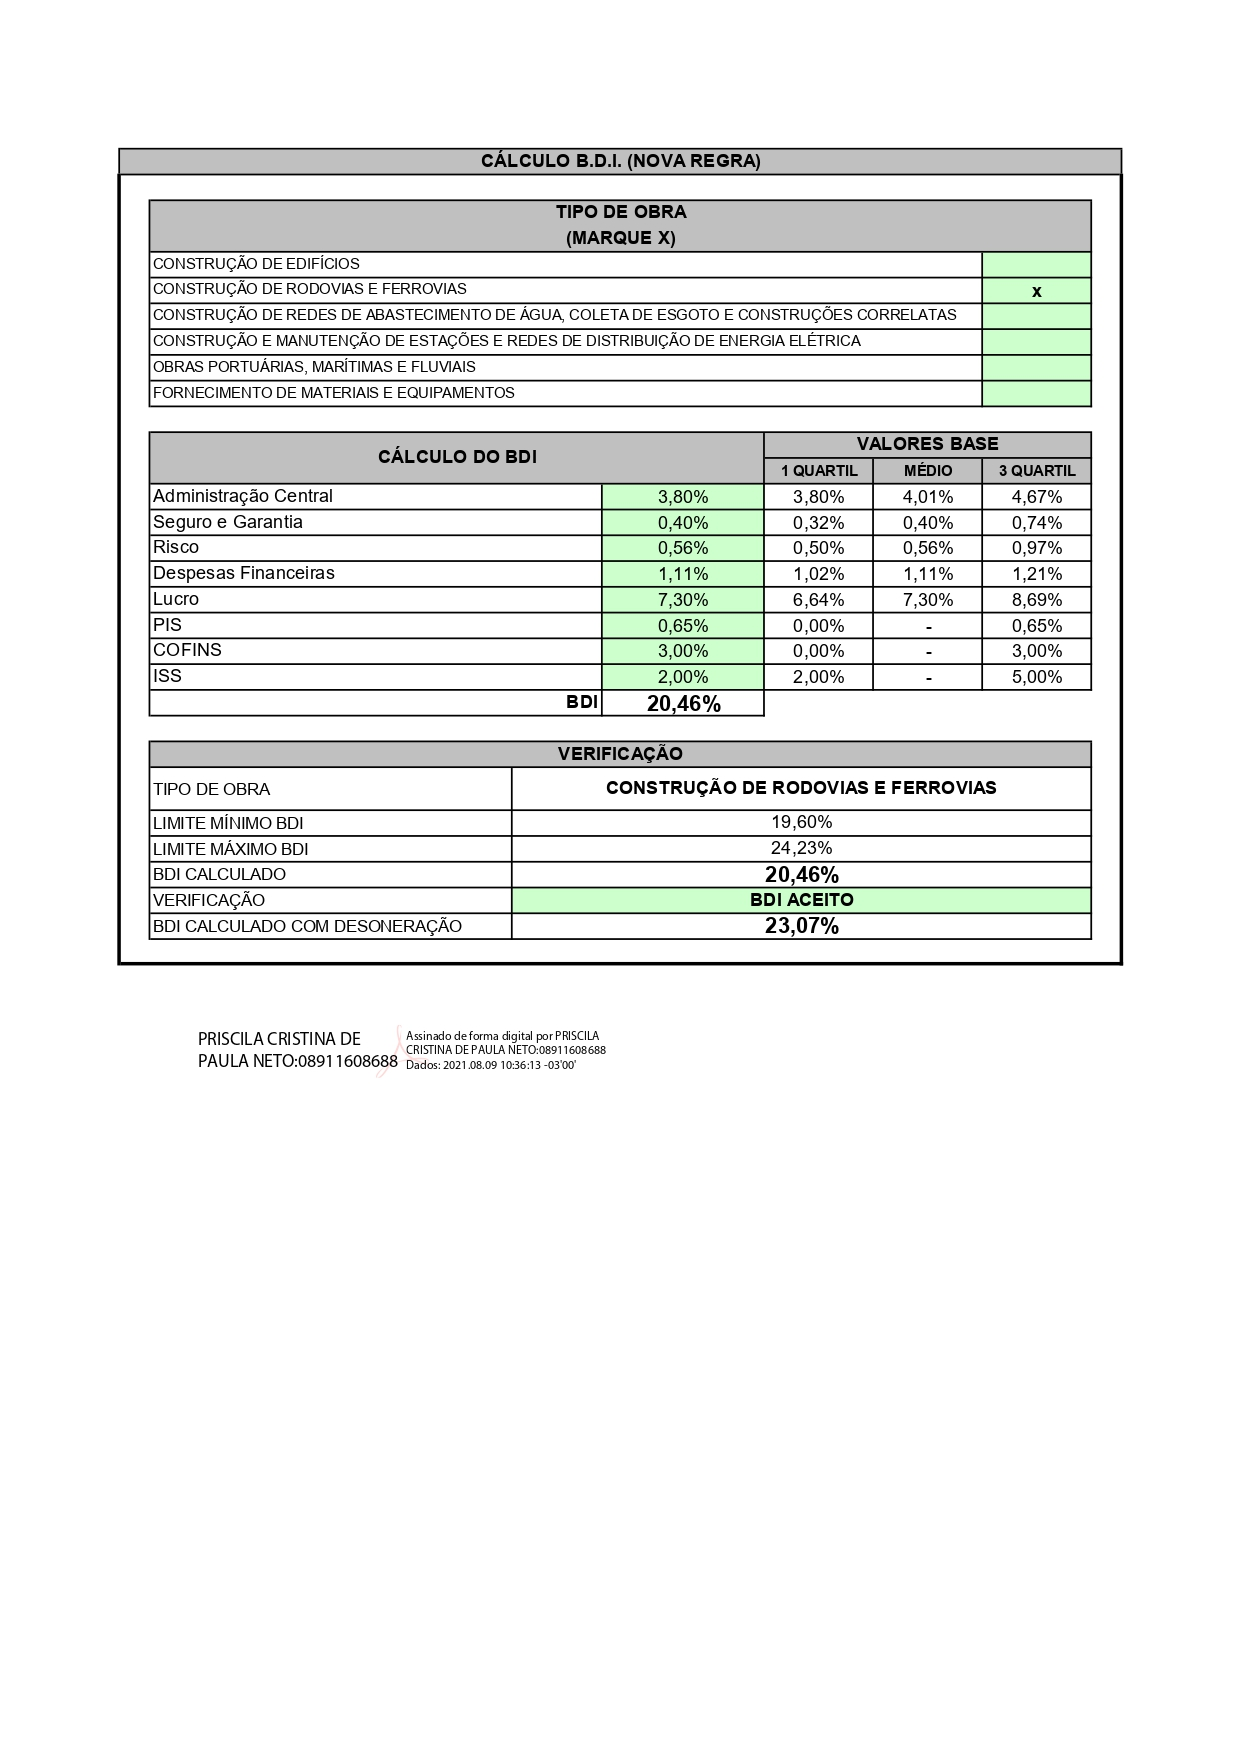 CÁLCULO B.D.I. (NOVA REGRA)
TIPO DE OBRA
(MARQUE X)
CONSTRUÇÃO DE EDIFÍCIOS
CONSTRUÇÃO DE RODOVIAS E FERROVIAS x
CONSTRUÇÃO DE REDES DE ABASTECIMENTO DE ÁGUA, COLETA DE ESGOTO E CONSTRUÇÕES CORRELATAS
CONSTRUÇÃO E MANUTENÇÃO DE ESTAÇÕES E REDES DE DISTRIBUIÇÃO DE ENERGIA ELÉTRICA
OBRAS PORTUÁRIAS, MARÍTIMAS E FLUVIAIS
FORNECIMENTO DE MATERIAIS E EQUIPAMENTOS
CÁLCULO DO BDI VALORES BASE
1 QUARTIL MÉDIO 3 QUARTIL
Administração Central 3,80% 3,80% 4,01% 4,67%
Seguro e Garantia 0,40% 0,32% 0,40% 0,74%
Risco 0,56% 0,50% 0,56% 0,97%
Despesas Financeiras 1,11% 1,02% 1,11% 1,21%
Lucro 7,30% 6,64% 7,30% 8,69%
PIS 0,65% 0,00% - 0,65%
COFINS 3,00% 0,00% - 3,00%
ISS 2,00% 2,00% - 5,00%
BDI 20,46%
VERIFICAÇÃO
TIPO DE OBRA CONSTRUÇÃO DE RODOVIAS E FERROVIAS
LIMITE MÍNIMO BDI 19,60%
LIMITE MÁXIMO BDI 24,23%
BDI CALCULADO 20,46%
VERIFICAÇÃO BDI ACEITO
BDI CALCULADO COM DESONERAÇÃO 23,07%
PRISCILA CRISTINA DE
PAULA NETO:08911608688
Assinado de forma digital por PRISCILA
CRISTINA DE PAULA NETO:08911608688
Dados: 2021.08.09 10:36:13 -03'00'